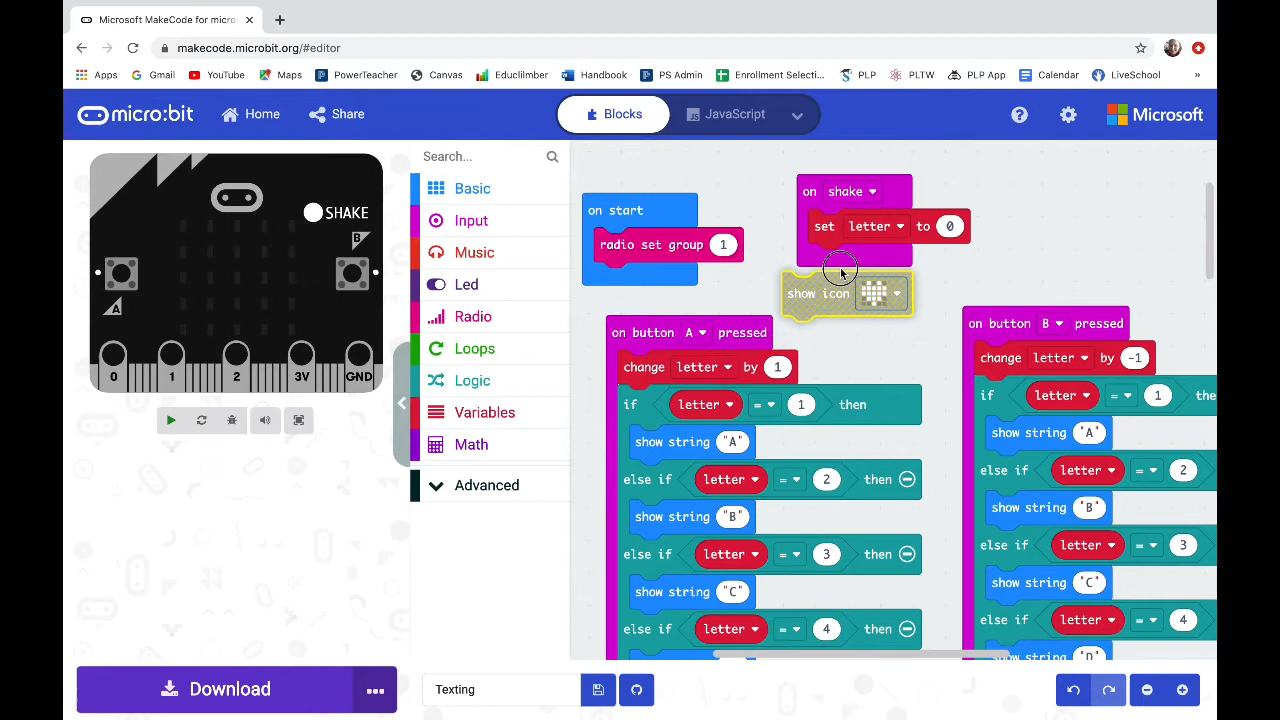 Microsoft MakeCode for micro:
makecode.microbit.org/#editor
Apps Gmail YouTube Maps PowerTeacher Canvas Educlimber Handbook PS Admin Enrollment Selecti... PLP PLTW PLP App Calendar LiveSchool »
micro:bit Home Share Blocks JS JavaScript ? Microsoft
Search...
Basic
Input
Music
Led
Radio
Loops
Logic
Variables
Math
Advanced
SHAKE
B
A
0 1 2 3V GND
on start
radio set group 1
on shake
set letter to 0
show icon
on button A pressed
change letter by 1
if letter = 1 then
show string "A"
else if letter = 2 then
show string "B"
else if letter = 3 then
show string "C"
else if letter = 4 then
on button B pressed
change letter by -1
if letter = 1 the
show string "A"
else if letter = 2
show string "B"
else if letter = 3
show string "C"
else if letter = 4
show string "D"
Download ...
Texting